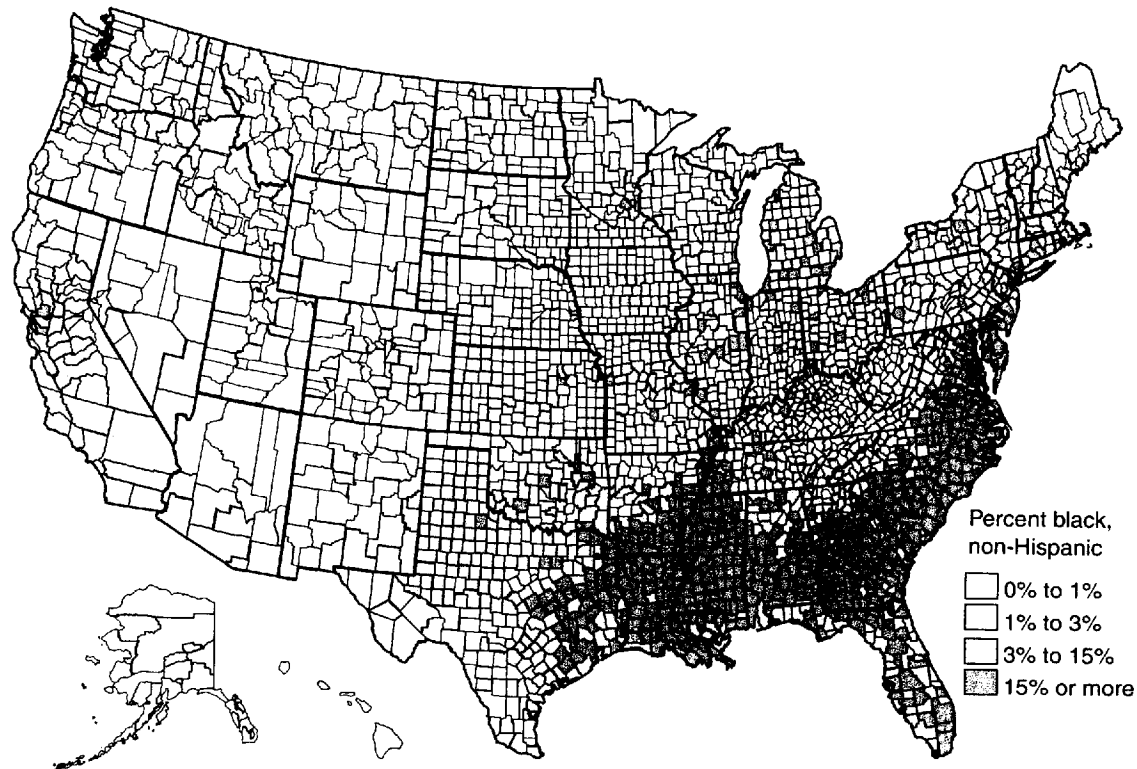 Percent black,
non-Hispanic
0% to 1%
1% to 3%
3% to 15%
15% or more